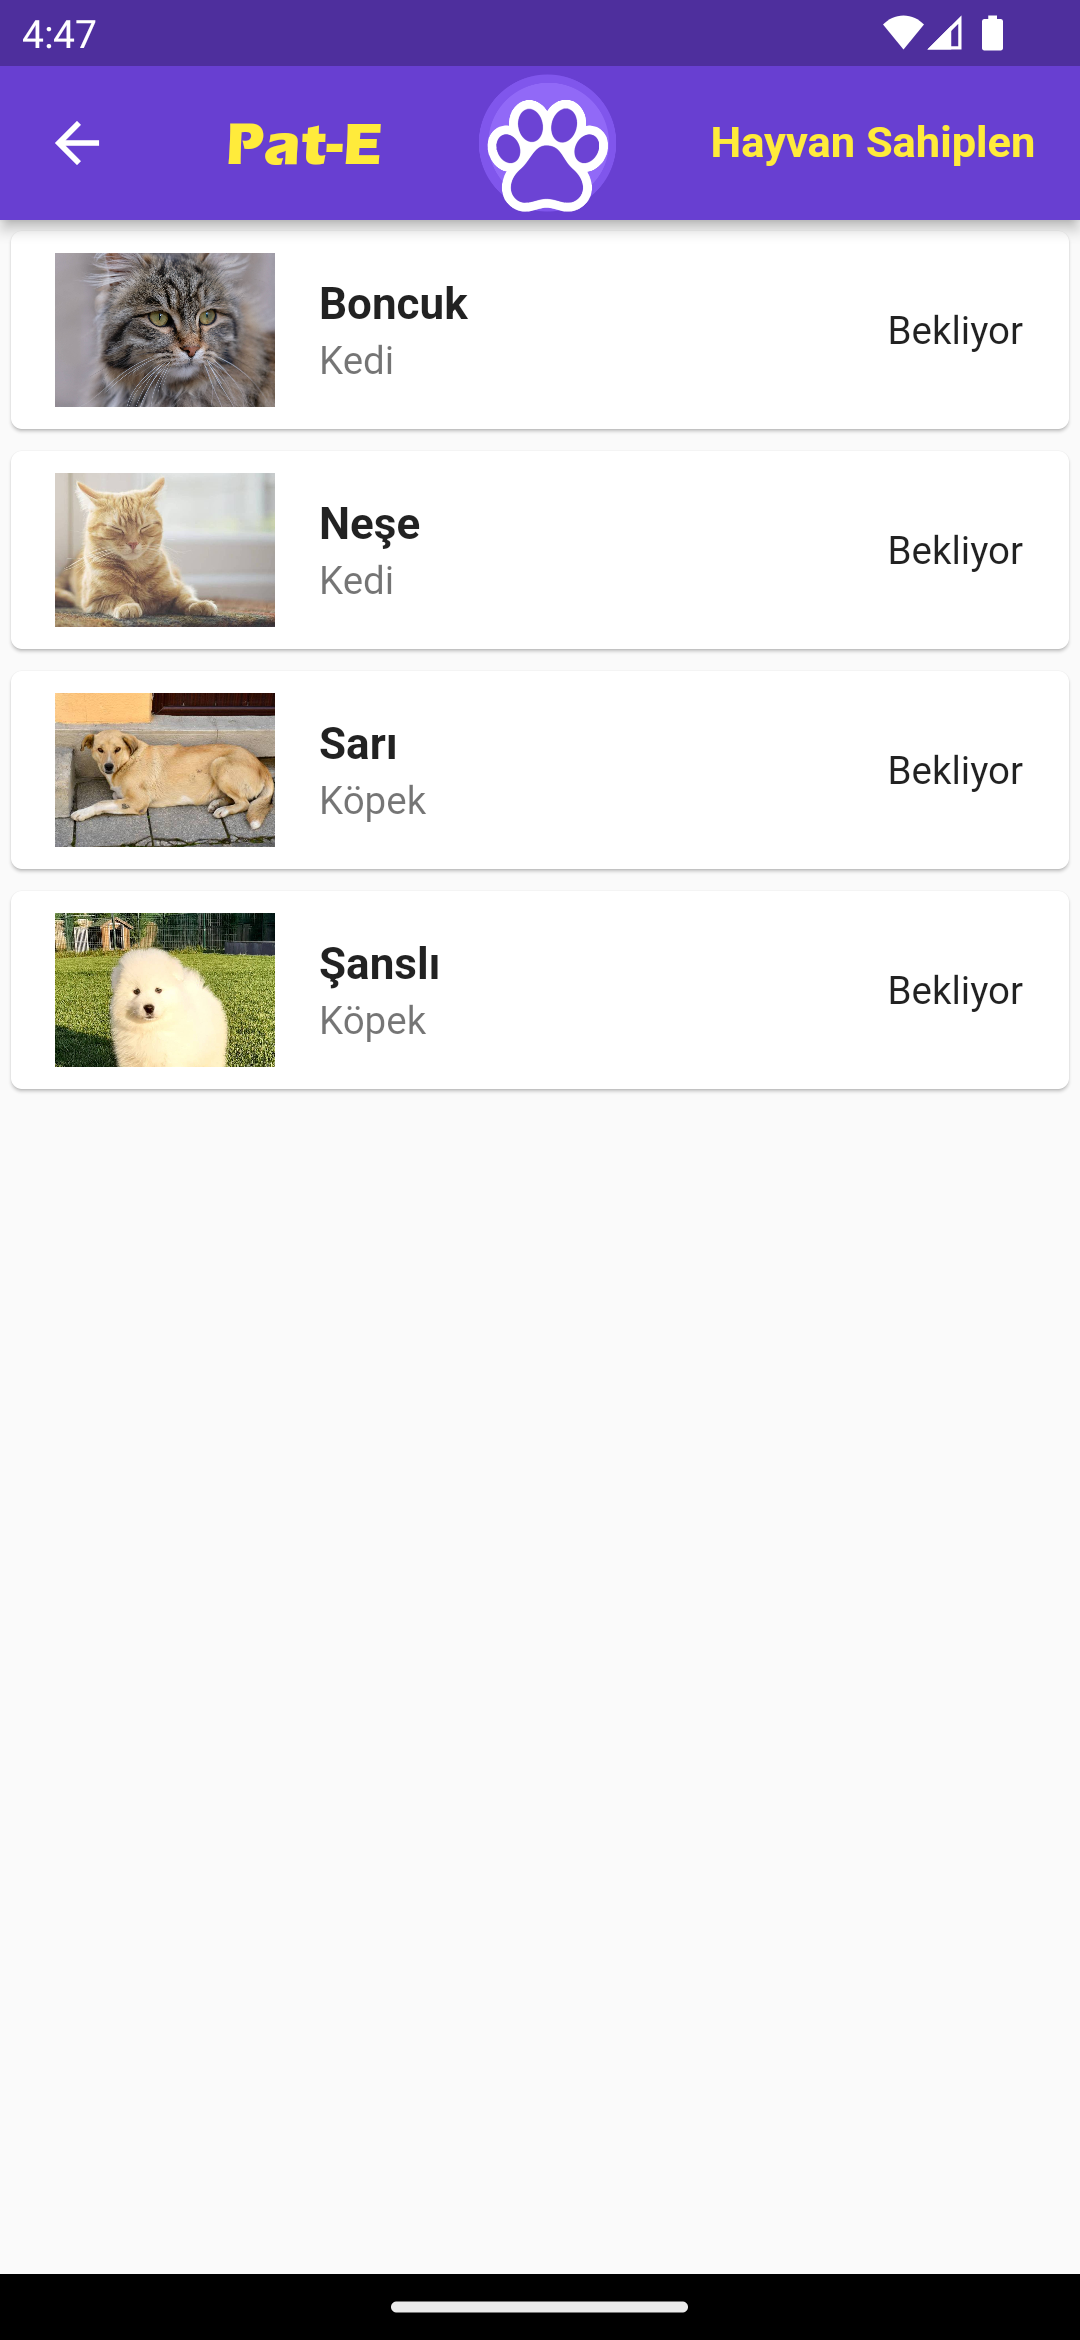 4:47
Pat-E
Hayvan Sahiplen
Boncuk
Kedi
Bekliyor
Neşe
Kedi
Bekliyor
Sarı
Köpek
Bekliyor
Şanslı
Köpek
Bekliyor